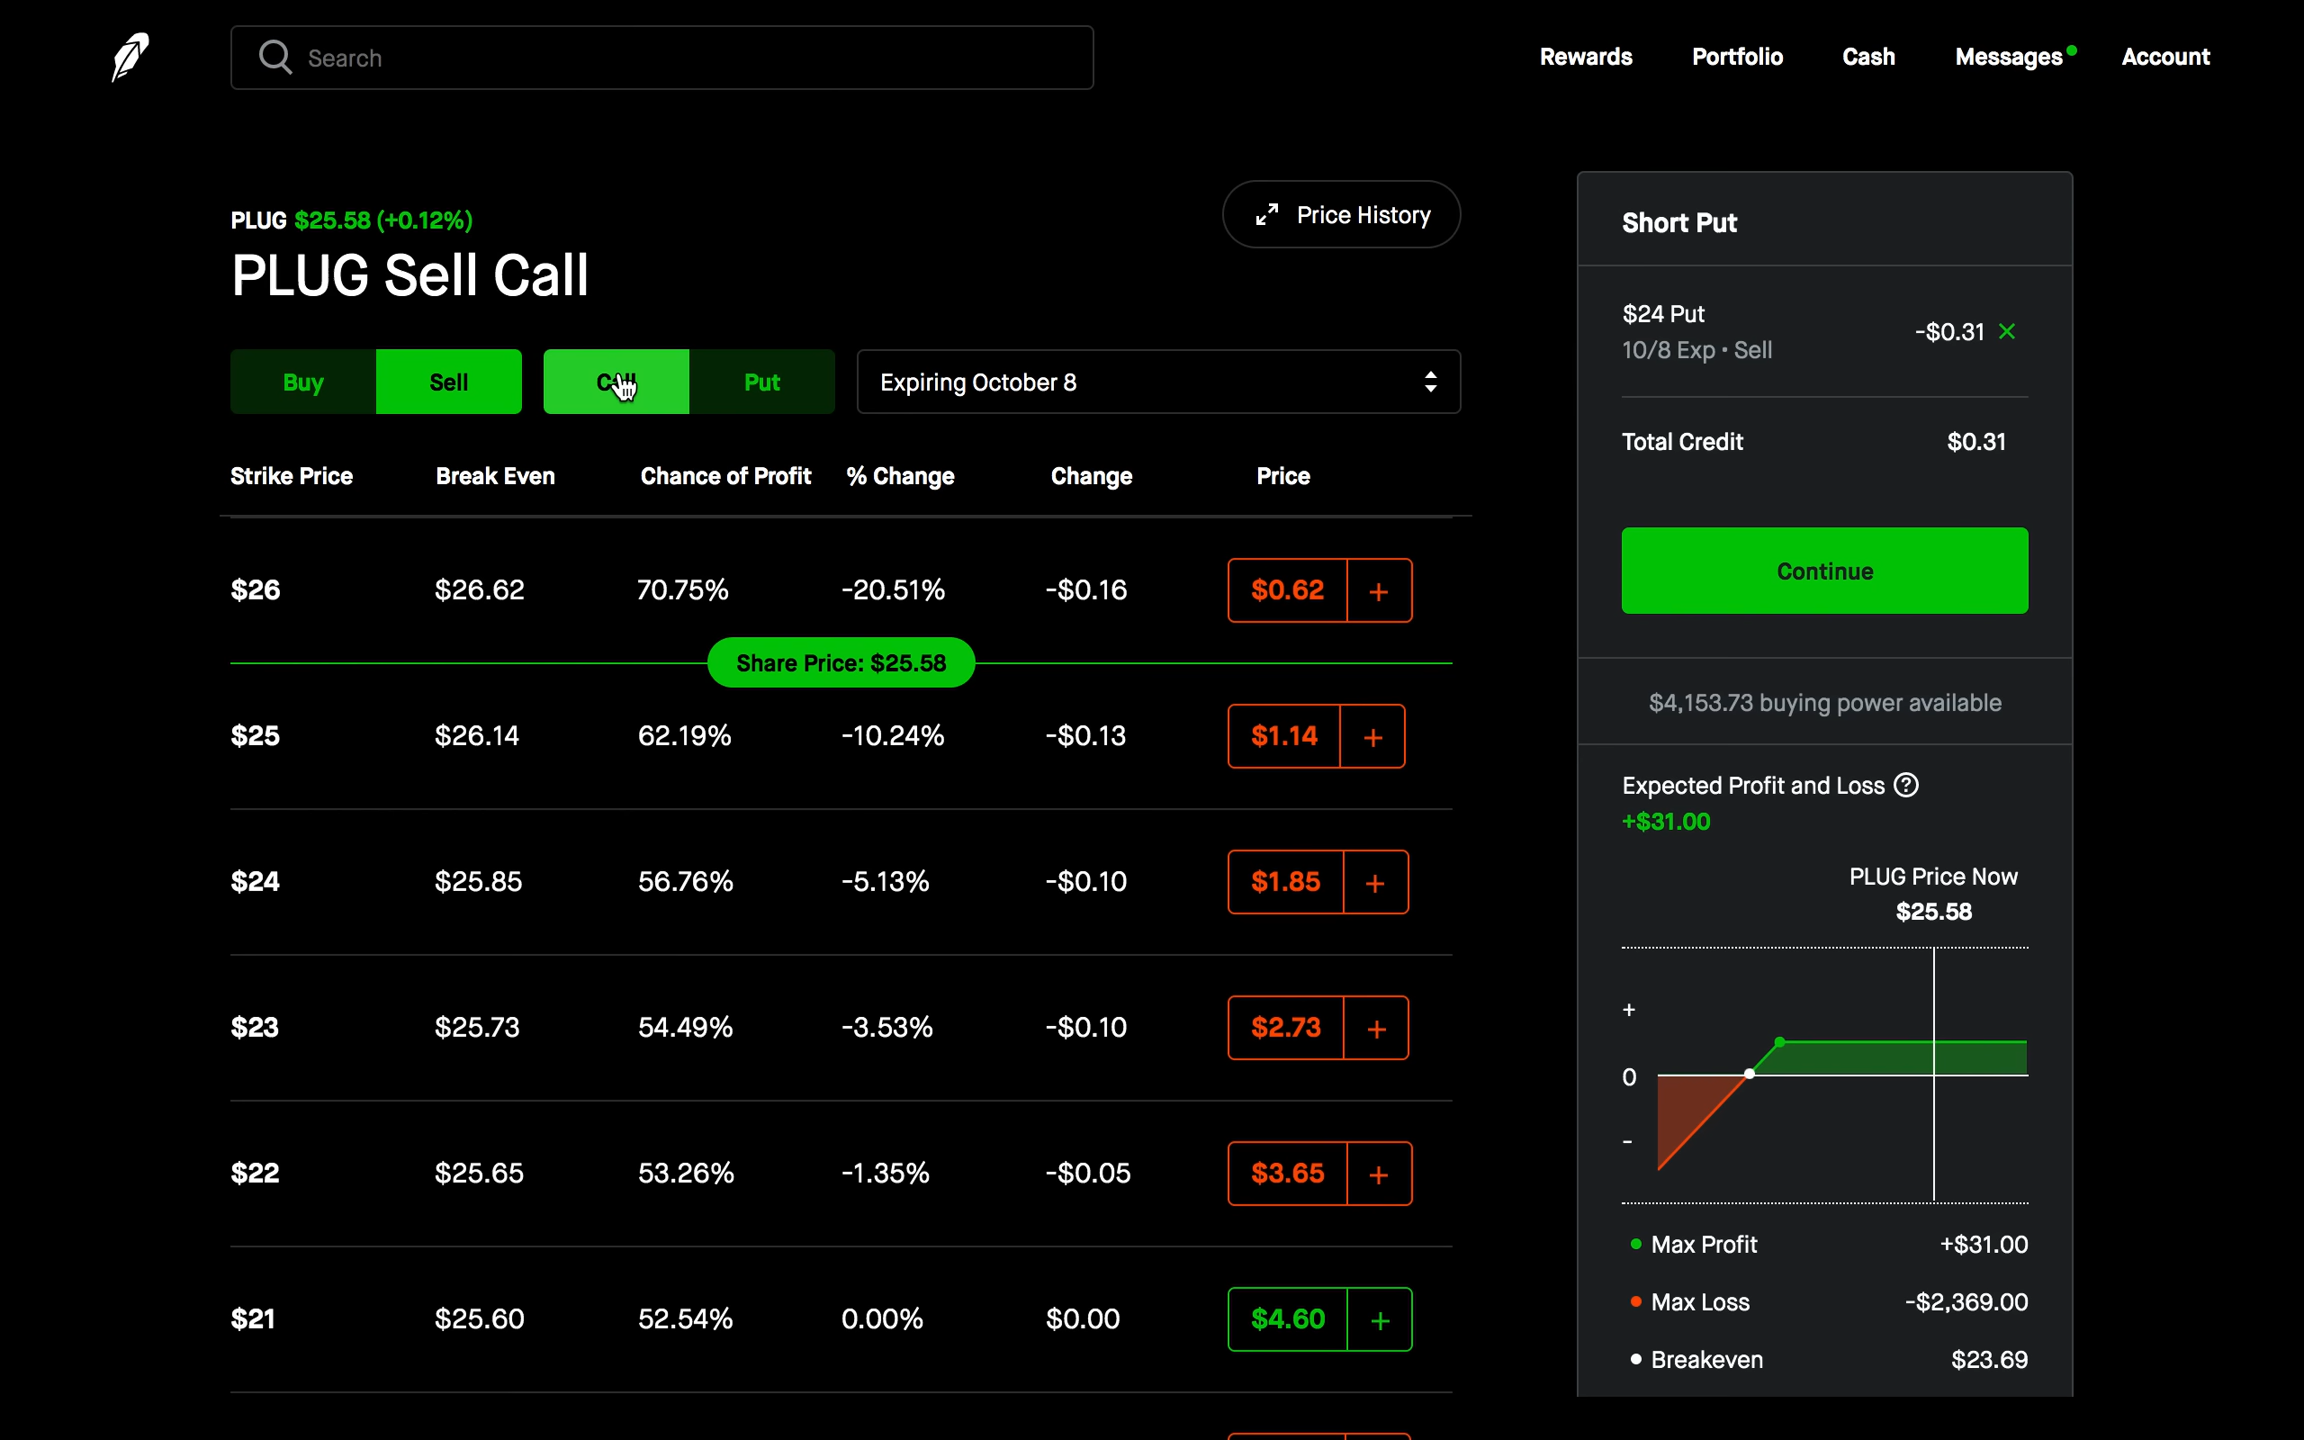 Search
Rewards Portfolio Cash Messages Account
PLUG $25.58 (+0.12%)
PLUG Sell Call
Price History
Buy Sell Put Expiring October 8
Strike Price Break Even Chance of Profit % Change Change Price
$26 $26.62 70.75% -20.51% -$0.16 $0.62 +
Share Price: $25.58
$25 $26.14 62.19% -10.24% -$0.13 $1.14 +
$24 $25.85 56.76% -5.13% -$0.10 $1.85 +
$23 $25.73 54.49% -3.53% -$0.10 $2.73 +
$22 $25.65 53.26% -1.35% -$0.05 $3.65 +
$21 $25.60 52.54% 0.00% $0.00 $4.60 +
Short Put
$24 Put
10/8 Exp • Sell
-$0.31 ×
Total Credit $0.31
Continue
$4,153.73 buying power available
Expected Profit and Loss ?
+$31.00
PLUG Price Now
$25.58
+
0
-
Max Profit +$31.00
Max Loss -$2,369.00
Breakeven $23.69